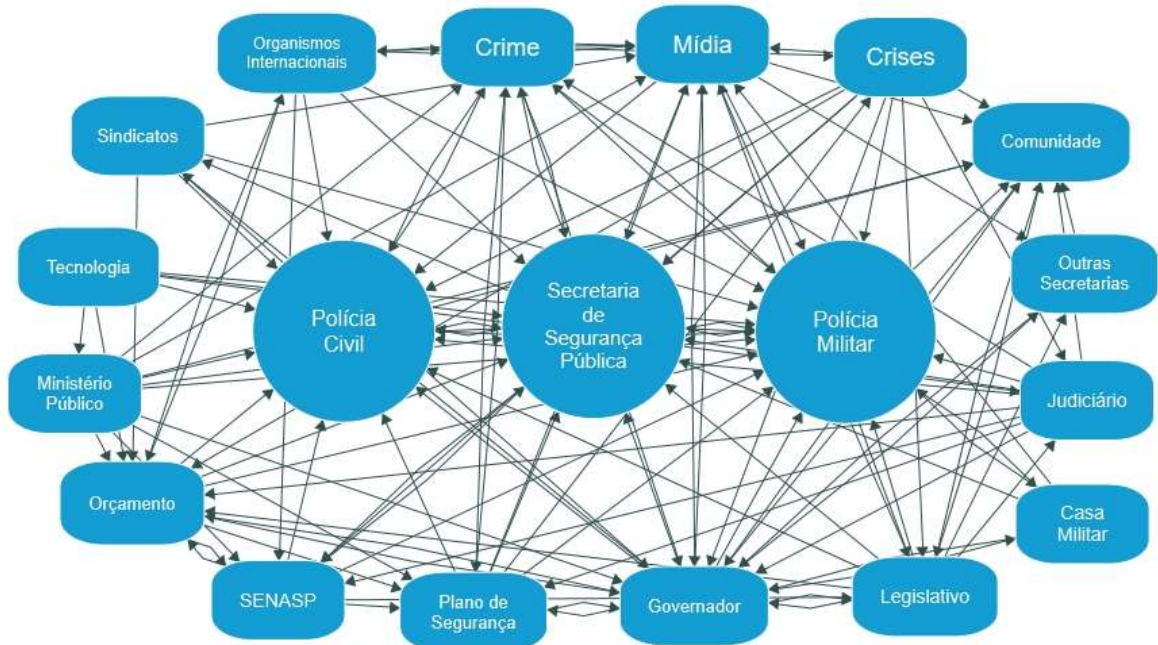 Organismos
Internacionais
Crime
Mídia
Crises
Sindicatos
Comunidade
Tecnologia
Polícia
Civil
Secretaria
de
Segurança
Pública
Polícia
Militar
Outras
Secretarias
Ministério
Público
Judiciário
Orçamento
Casa
Militar
SENASP
Plano de
Segurança
Governador
Legislativo